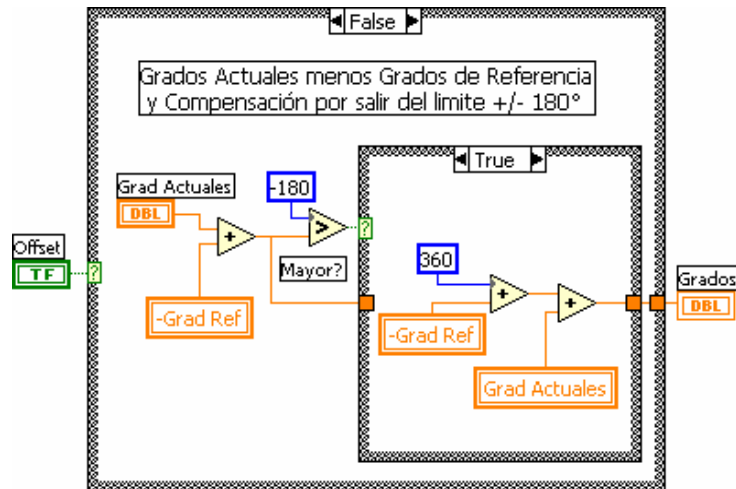 False
Grados Actuales menos Grados de Referencia
y Compensación por salir del limite +/- 180°
True
Grad Actuales
-180
DBL
?
Offset
TF
?
Mayor?
360
Grados
DBL
-Grad Ref
-Grad Ref
Grad Actuales